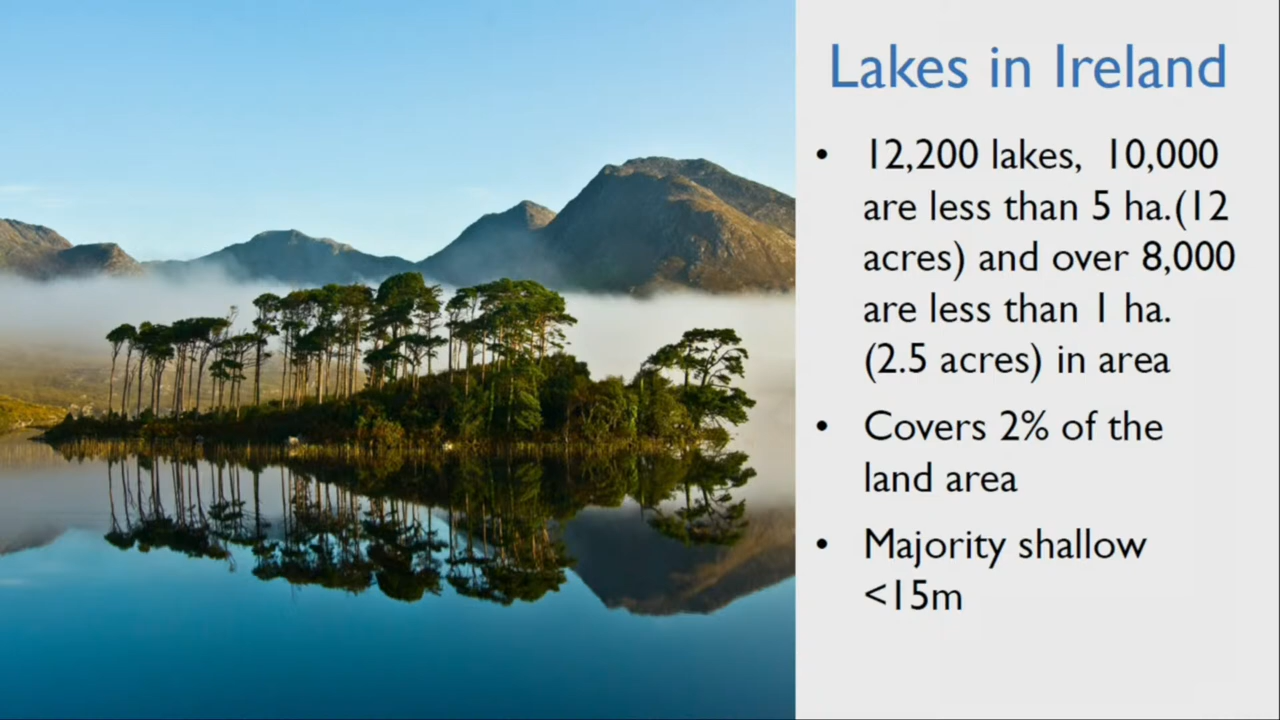 Lakes in Ireland
• 12,200 lakes, 10,000
are less than 5 ha.(12
acres) and over 8,000
are less than 1 ha.
(2.5 acres) in area
• Covers 2% of the
land area
• Majority shallow
<15m